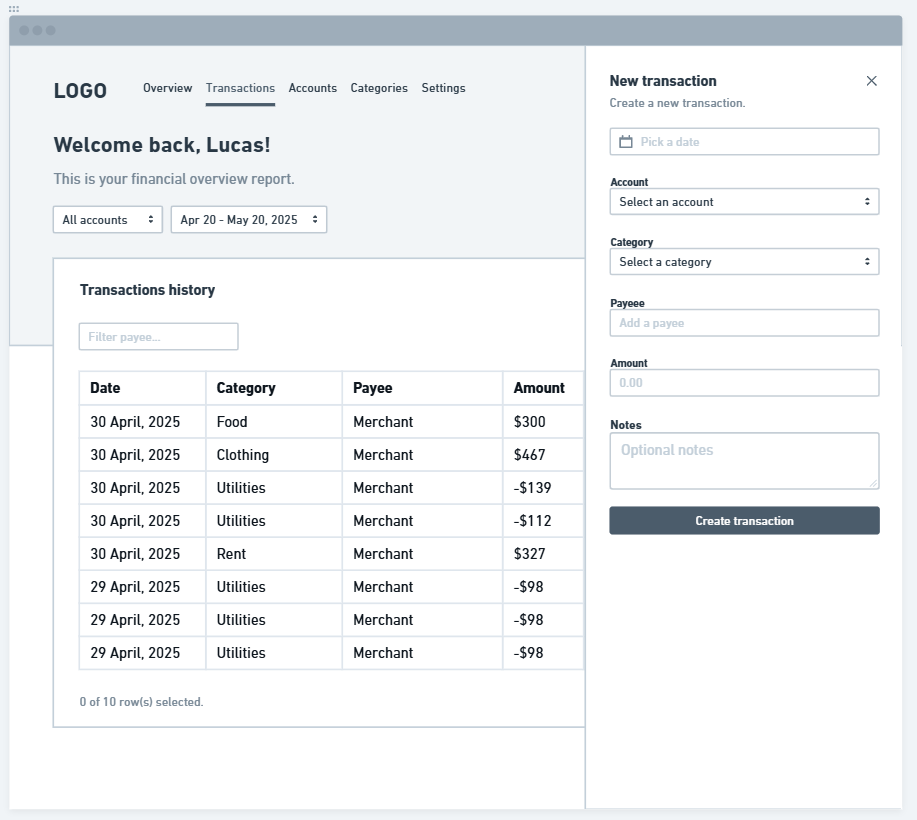 LOGO Overview Transactions Accounts Categories Settings
Welcome back, Lucas!
This is your financial overview report.
All accounts Apr 20 - May 20, 2025
Transactions history
Filter payee...
Date Category Payee Amount
30 April, 2025 Food Merchant $300
30 April, 2025 Clothing Merchant $467
30 April, 2025 Utilities Merchant -$139
30 April, 2025 Utilities Merchant -$112
30 April, 2025 Rent Merchant $327
29 April, 2025 Utilities Merchant -$98
29 April, 2025 Utilities Merchant -$98
29 April, 2025 Utilities Merchant -$98
0 of 10 row(s) selected.
New transaction
Create a new transaction.
Pick a date
Account
Select an account
Category
Select a category
Payeee
Add a payee
Amount
0.00
Notes
Optional notes
Create transaction